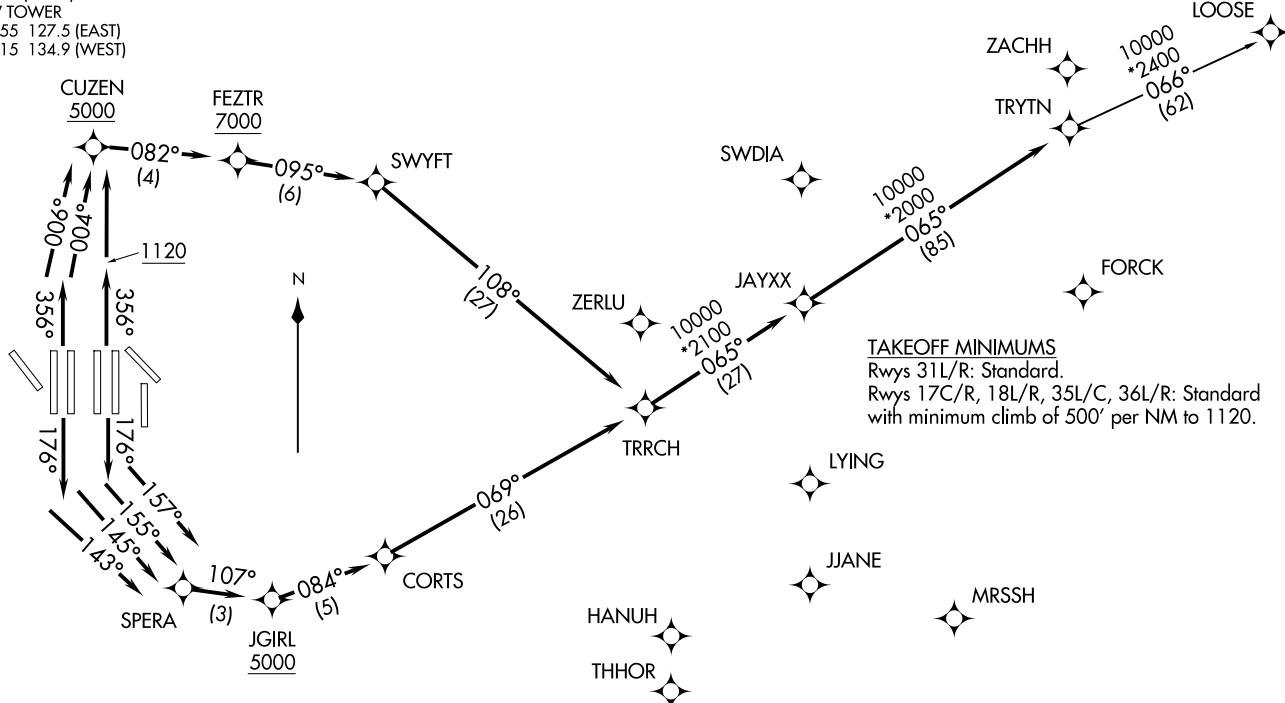 TOWER
55 127.5 (EAST)
15 134.9 (WEST)
CUZEN
5000
FEZTR
7000
SWYFT
082°
(4)
095°
(6)
006°
004°
1120
356°
356°
N
108°
(27)
ZERLU
SWDIA
ZACHH
LOOSE
10000
*2400
066°
(62)
TRYTN
10000
*2000
065°
(85)
FORCK
JAYXX
10000
*2100
065°
(27)
TRRCH
TAKEOFF MINIMUMS
Rwys 31L/R: Standard.
Rwys 17C/R, 18L/R, 35L/C, 36L/R: Standard
with minimum climb of 500' per NM to 1120.
176°
176°
157°
155°
145°
143°
SPERA
107°
(3)
JGIRL
5000
084°
(5)
CORTS
069°
(26)
LYING
JJANE
MRSSH
HANUH
THHOR